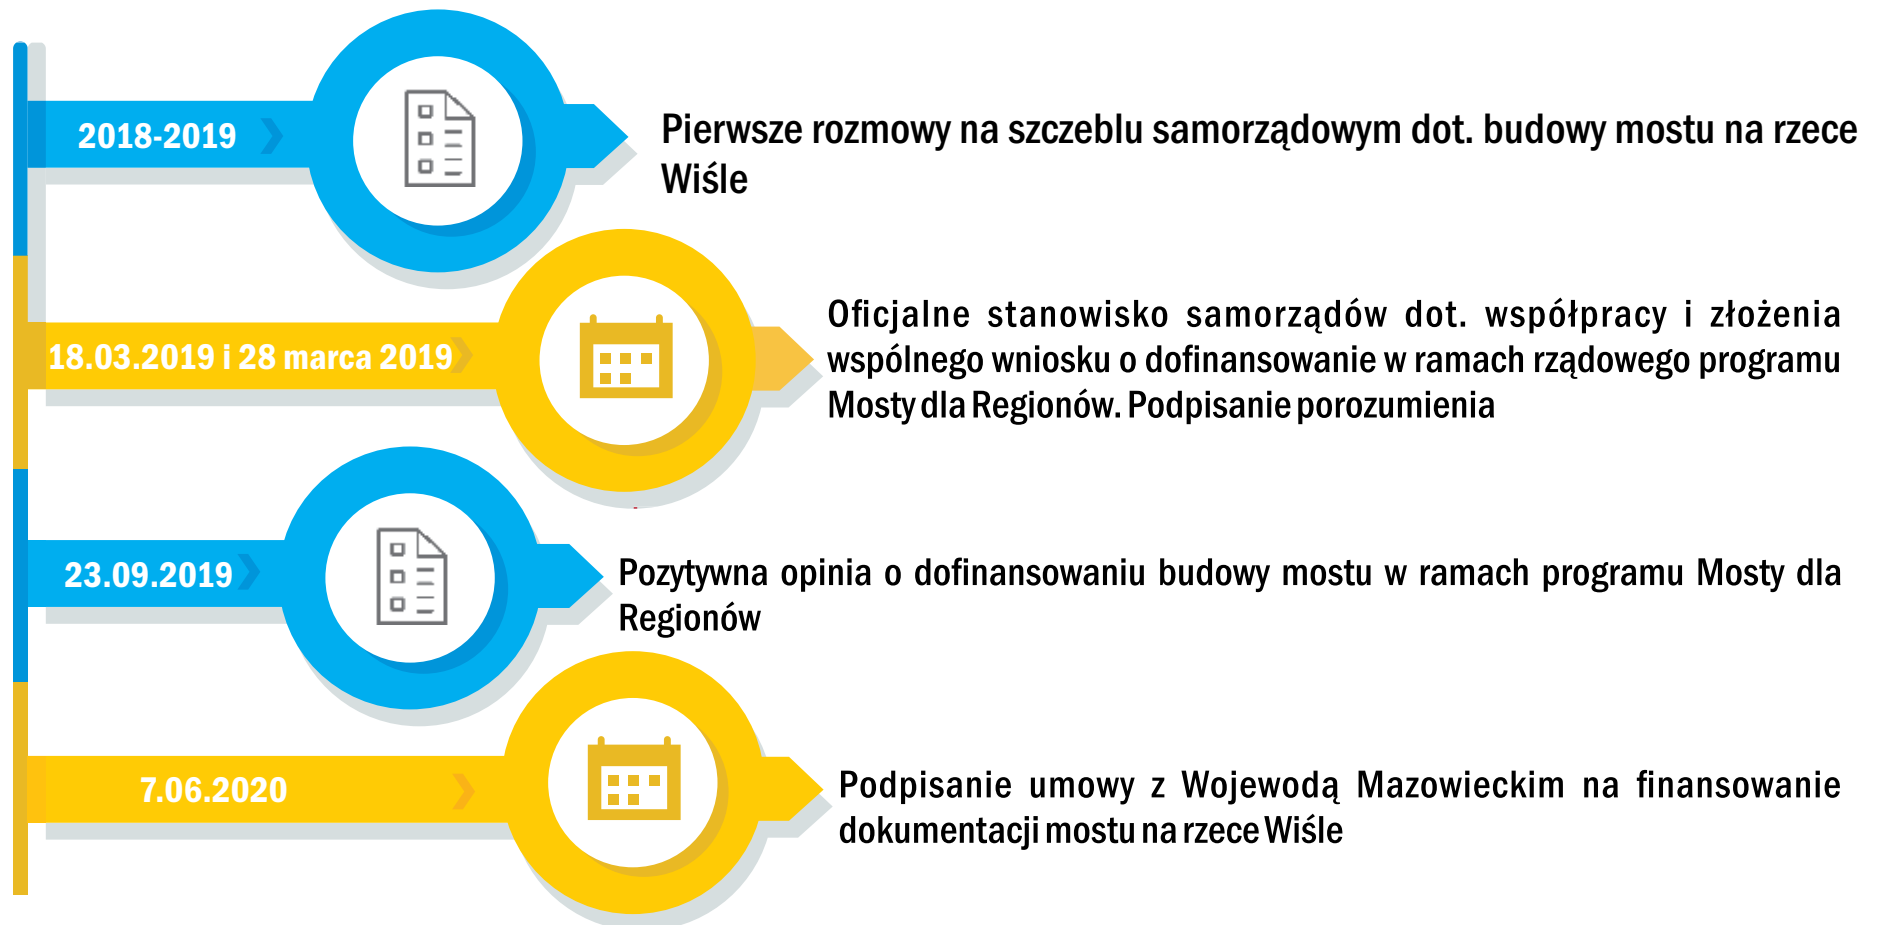 2018-2019
Pierwsze rozmowy na szczeblu samorządowym dot. budowy mostu na rzece
Wiśle
18.03.2019 i 28 marca 2019
Oficjalne stanowisko samorządów dot. współpracy i złożenia
wspólnego wniosku o dofinansowanie w ramach rządowego programu
Mosty dla Regionów. Podpisanie porozumienia
23.09.2019
Pozytywna opinia o dofinansowaniu budowy mostu w ramach programu Mosty dla
Regionów
7.06.2020
Podpisanie umowy z Wojewodą Mazowieckim na finansowanie
dokumentacji mostu na rzece Wiśle